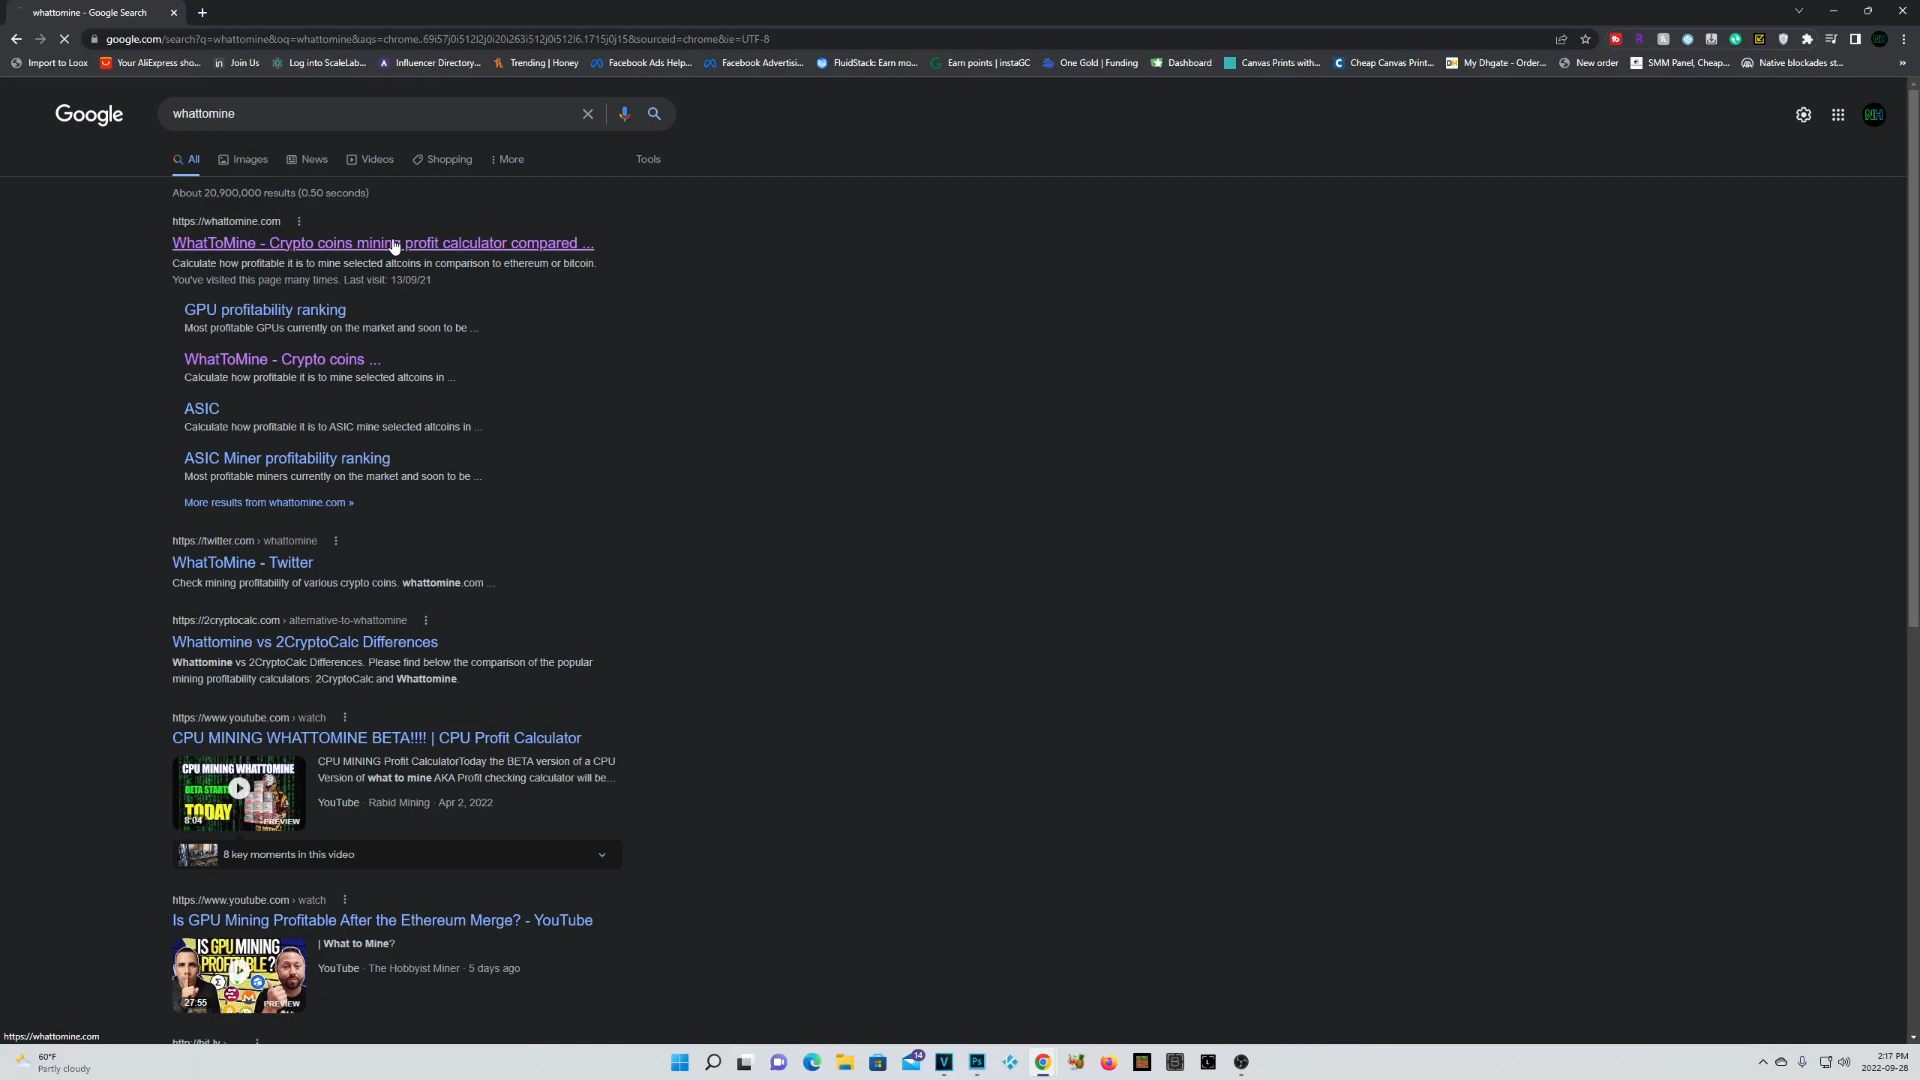 whattomine - Google Search
google.com/search?q=whattomine&oq=whattomine&aqs=chrome..69i57j0i512l2j0i20i263i512j0i512l6.1715j0j15&sourceid=chrome&ie=UTF-8
Import to Loox Your AliExpress sho... Join Us Log into ScaleLab... Influencer Directory... Trending | Honey Facebook Ads Help... Facebook Advertisi... FluidStack: Earn mo... Earn points | instaGC One Gold | Funding Dashboard Canvas Prints with... Cheap Canvas Print... My Dhgate - Order... New order SMM Panel, Cheap... Native blockades st... »
Google whattomine NH
All Images News Videos Shopping More Tools
About 20,900,000 results (0.50 seconds)
https://whattomine.com
WhatToMine - Crypto coins mining profit calculator compared ...
Calculate how profitable it is to mine selected altcoins in comparison to ethereum or bitcoin.
You've visited this page many times. Last visit: 13/09/21
GPU profitability ranking
Most profitable GPUs currently on the market and soon to be ...
WhatToMine - Crypto coins ...
Calculate how profitable it is to mine selected altcoins in ...
ASIC
Calculate how profitable it is to ASIC mine selected altcoins in ...
ASIC Miner profitability ranking
Most profitable miners currently on the market and soon to be ...
More results from whattomine.com »
https://twitter.com › whattomine
WhatToMine - Twitter
Check mining profitability of various crypto coins. whattomine.com ...
https://2cryptocalc.com › alternative-to-whattomine
Whattomine vs 2CryptoCalc Differences
Whattomine vs 2CryptoCalc Differences. Please find below the comparison of the popular
mining profitability calculators: 2CryptoCalc and Whattomine.
https://www.youtube.com › watch
CPU MINING WHATTOMINE BETA!!!! | CPU Profit Calculator
CPU MINING WHATTOMINE
BETA STARTS
TODAY
8:04
PREVIEW
CPU MINING Profit CalculatorToday the BETA version of a CPU
Version of what to mine AKA Profit checking calculator will be...
YouTube · Rabid Mining · Apr 2, 2022
8 key moments in this video
https://www.youtube.com › watch
Is GPU Mining Profitable After the Ethereum Merge? - YouTube
IS GPU MINING
PROFITABLE?
27:55
PREVIEW
| What to Mine?
YouTube · The Hobbyist Miner · 5 days ago
https://whattomine.com
http://bit.ly ›
60°F
Partly cloudy
14
2:17 PM
2022-09-28